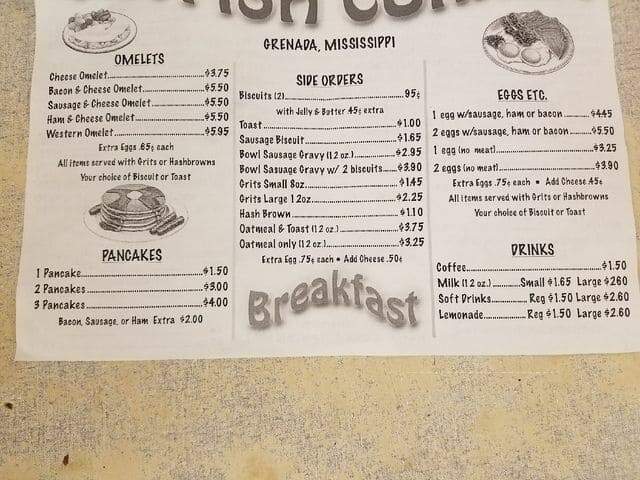 GRENADA, MISSISSIPPI
OMELETS
Cheese Omelet $3.75
Bacon & Cheese Omelet $5.50
Sausage & Cheese Omelet $5.50
Ham & Cheese Omelet $5.50
Western Omelet $5.95
Extra Eggs .65¢ each
All items served with Grits or Hashbrowns
Your choice of Biscuit or Toast
PANCAKES
1 Pancake $1.50
2 Pancakes $3.00
3 Pancakes $4.00
Bacon, Sausage, or Ham Extra $2.00
SIDE ORDERS
Biscuits (2) 95¢
with Jelly & Butter .45¢ extra
Toast $1.00
Sausage Biscuit $1.65
Bowl Sausage Gravy (12 oz.) $2.95
Bowl Sasuage Gravy w/ 2 biscuits $3.90
Grits Small 8oz $1.45
Grits Large 12oz $2.25
Hash Brown $1.10
Oatmeal & Toast (12 oz.) $3.75
Oatmeal only (12 oz.) $3.25
Extra Egg .75¢ each • Add Cheese .50¢
Breakfast
EGGS ETC.
1 egg w/sausage, ham or bacon $4.45
2 eggs w/sausage, ham or bacon $5.50
1 egg (no meat) $3.25
2 eggs (no meat) $3.90
Extra Eggs .75¢ each • Add Cheese .45¢
All items served with Grits or Hashbrowns
Your choice of Biscuit or Toast
DRINKS
Coffee $1.50
Milk (12 oz.) Small $1.65 Large $2.60
Soft Drinks Reg $1.50 Large $2.60
Lemonade Reg $1.50 Large $2.60